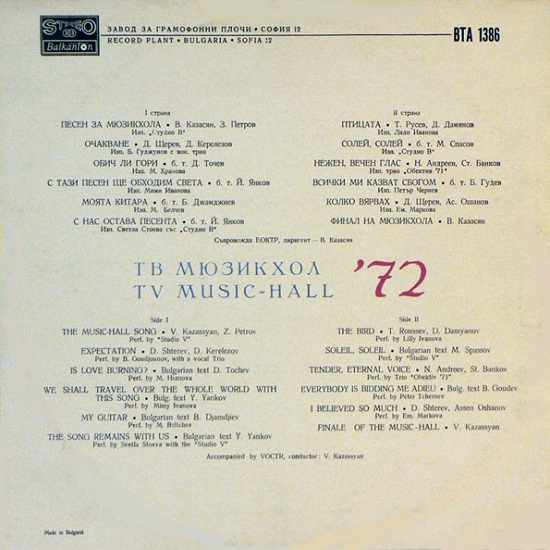 STEREO
Balkanton
ЗАВОД ЗА ГРАМОФОННИ ПЛОЧИ • СОФИЯ 12
RECORD PLANT • BULGARIA • SOFIA 12
ВТА 1386
I страна
ПЕСЕН ЗА МЮЗИКХОЛА • В. Казасян, З. Петров
Изп. „Студио В“
ОЧАКВАНЕ • Д. Щерев, Д. Керелезов
Изп. Б. Гуджунов с вок. трио
ОБИЧ ЛИ ГОРИ • б. т. Д. Точев
Изп. М. Хранова
С ТАЗИ ПЕСЕН ЩЕ ОБХОДИМ СВЕТА • б. т. Й. Янков
Изп. Мими Иванова
МОЯТА КИТАРА • б. т. Б. Джамджиев
Изп. М. Белчев
С НАС ОСТАВА ПЕСЕНТА • б. т. Й. Янков
Изп. Светла Стоева със „Студио В“
II страна
ПТИЦАТА • Т. Русев, Д. Дамянов
Изп. Лили Иванова
СОЛЕЙ, СОЛЕЙ • б. т. М. Спасов
Изп. „Студио В“
НЕЖЕН, ВЕЧЕН ГЛАС • Н. Андреев, Ст. Банков
Изп. трио „Обектив '71“
ВСИЧКИ МИ КАЗВАТ СБОГОМ • б. т. Б. Гудев
Изп. Петър Чернев
КОЛКО ВЯРВАХ • Д. Щерев, Ас. Ошанов
Изп. Ем. Маркова
ФИНАЛ НА МЮЗИКХОЛА • В. Казасян
Съпровожда ЕОКТР, диригент — В. Казасян
ТВ МЮЗИКХОЛ
TV MUSIC-HALL
'72
Side I
THE MUSIC-HALL SONG • V. Kazassyan, Z. Petrov
Perf. by "Studio V"
EXPECTATION • D. Shterev, D. Kerelezov
Perf. by B. Goudjounov, with a vocal Trio
IS LOVE BURNING? • Bulgarian text D. Tochev
Perf. by M. Hranova
WE SHALL TRAVEL OVER THE WHOLE WORLD WITH
THIS SONG • Bulg. text Y. Yankov
Perf. by Mimy Ivanova
MY GUITAR • Bulgarian text B. Djamdjiev
Perf. by M. Beltchev
THE SONG REMAINS WITH US • Bulgarian text Y. Yankov
Perf. by Svetla Stoeva with the "Studio V"
Side II
THE BIRD • T. Roussev, D. Damyanov
Perf. by Lilly Ivanova
SOLEIL, SOLEIL • Bulgarian text M. Spassov
Perf. by "Studio V"
TENDER, ETERNAL VOICE • N. Andreev, St. Bankov
Perf. by Trio "Obektiv '71"
EVERYBODY IS BIDDING ME ADIEU • Bulg. text B. Goudev
Perf. by Peter Tchernev
I BELIEVED SO MUCH • D. Shterev, Assen Oshanov
Perf. by Em. Markova
FINALE OF THE MUSIC-HALL • V. Kazassyan
Accompanied by VOCTR, conductor: V. Kazassyan
Made in Bulgaria